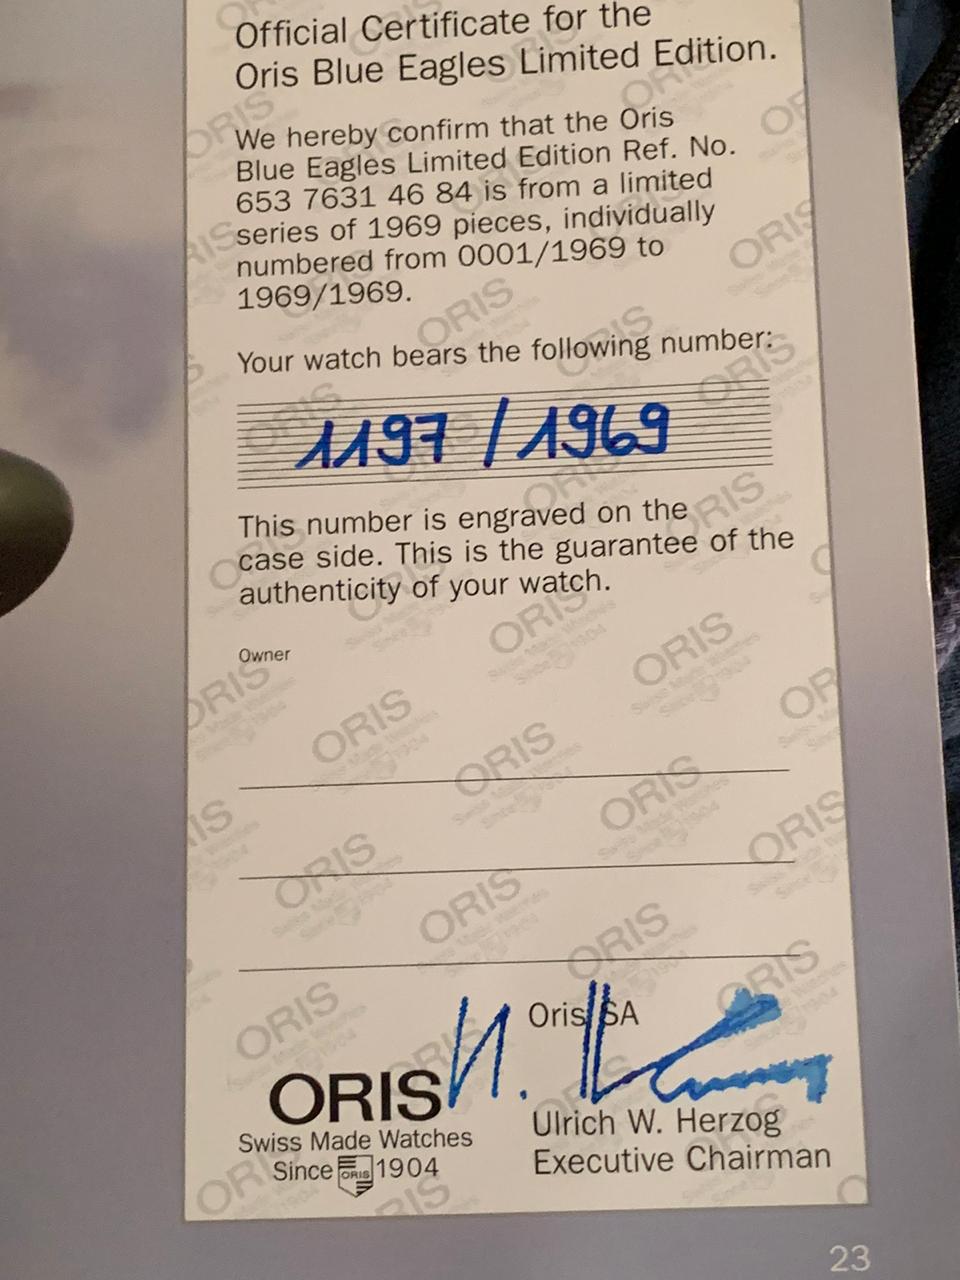 Official Certificate for the
Oris Blue Eagles Limited Edition.
We hereby confirm that the Oris
Blue Eagles Limited Edition Ref. No.
653 7631 46 84 is from a limited
series of 1969 pieces, individually
numbered from 0001/1969 to
1969/1969.
Your watch bears the following number:
1197 / 1969
This number is engraved on the
case side. This is the guarantee of the
authenticity of your watch.
Owner
Oris SA
ORIS
Swiss Made Watches
Since ORIS 1904
Ulrich W. Herzog
Executive Chairman
23